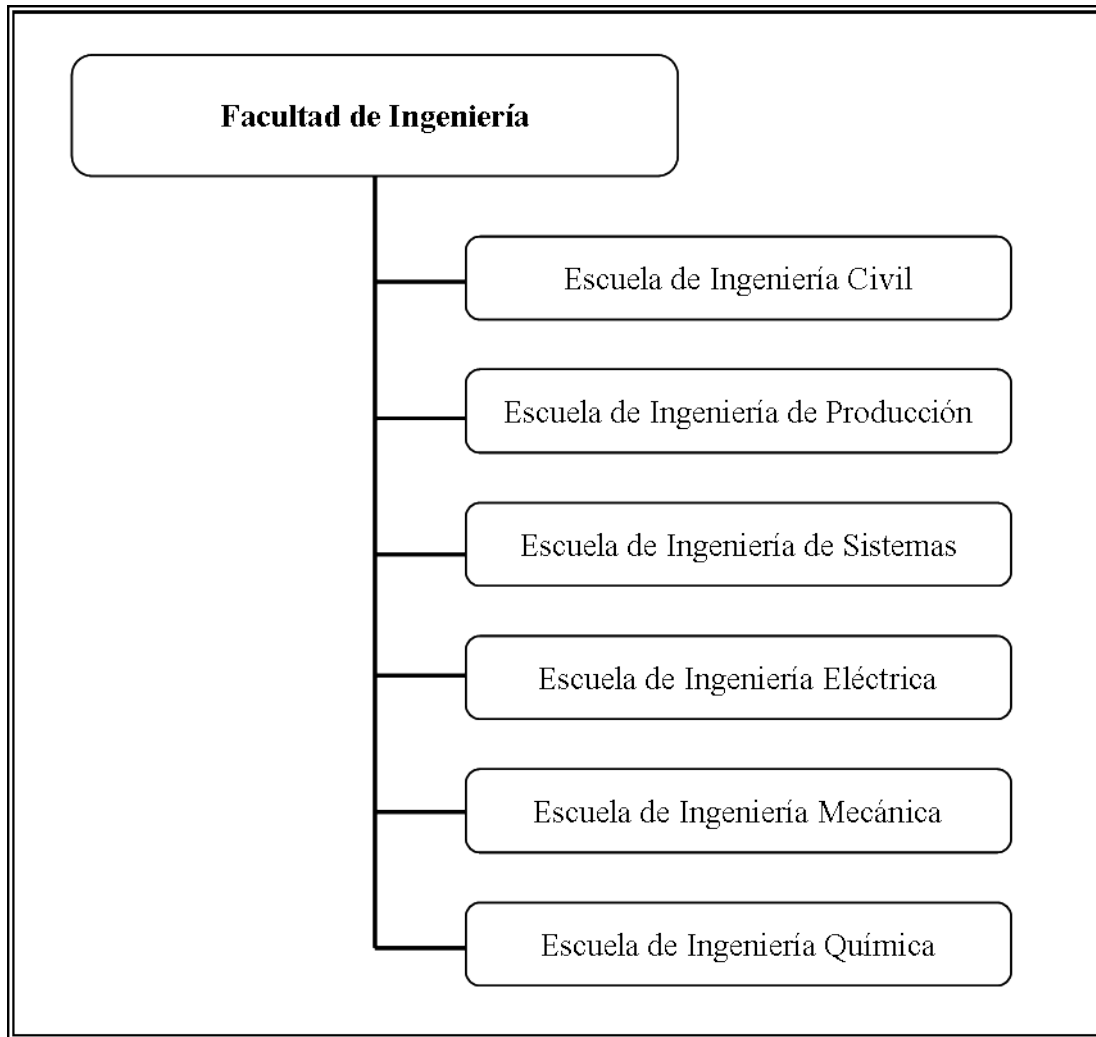 Facultad de Ingeniería
Escuela de Ingeniería Civil
Escuela de Ingeniería de Producción
Escuela de Ingeniería de Sistemas
Escuela de Ingeniería Eléctrica
Escuela de Ingeniería Mecánica
Escuela de Ingeniería Química